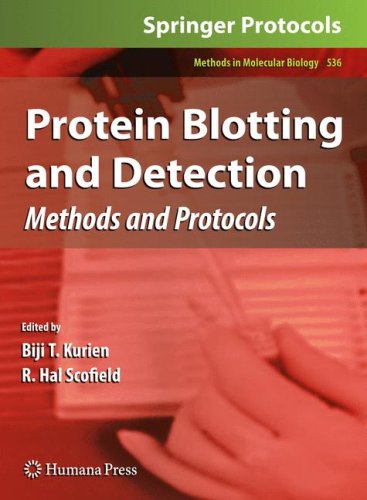 Springer Protocols
Methods in Molecular Biology 536
Protein Blotting
and Detection
Methods and Protocols
Edited by
Biji T. Kurien
R. Hal Scofield
Humana Press